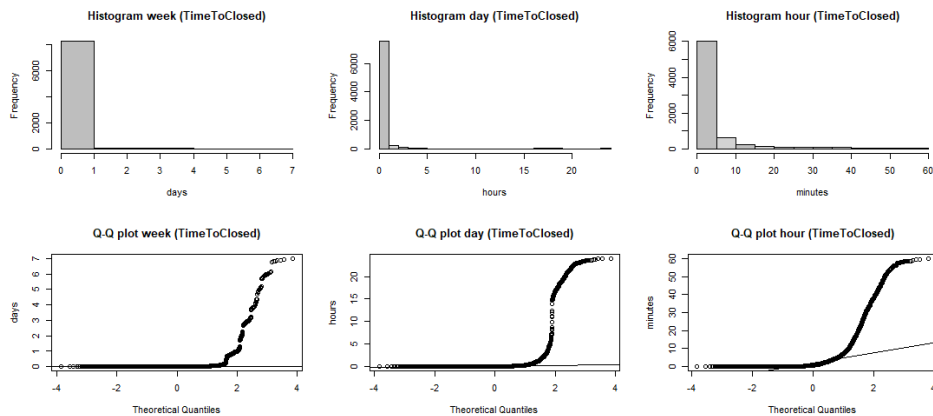 Histogram week (TimeToClosed)
Frequency
6000
2000
0
0 1 2 3 4 5 6 7
days
Histogram day (TimeToClosed)
Frequency
6000
2000
0
0 5 10 15 20
hours
Histogram hour (TimeToClosed)
Frequency
6000
4000
2000
0
0 10 20 30 40 50 60
minutes
Q-Q plot week (TimeToClosed)
days
7
6
5
4
3
2
1
0
-4 -2 0 2 4
Theoretical Quantiles
Q-Q plot day (TimeToClosed)
hours
20
15
10
5
0
-4 -2 0 2 4
Theoretical Quantiles
Q-Q plot hour (TimeToClosed)
minutes
60
50
40
30
20
10
0
-4 -2 0 2 4
Theoretical Quantiles